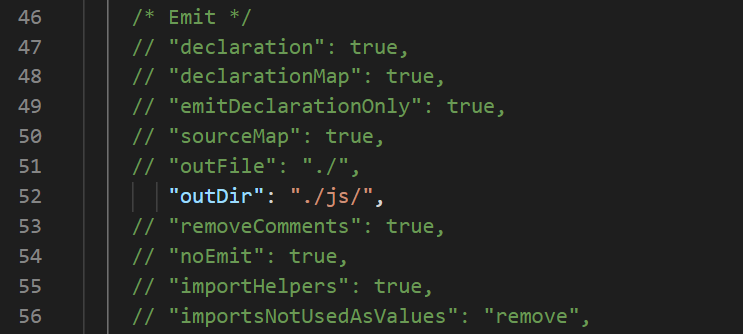 46 /* Emit */
47 // "declaration": true,
48 // "declarationMap": true,
49 // "emitDeclarationOnly": true,
50 // "sourceMap": true,
51 // "outFile": "./",
52 "outDir": "./js/",
53 // "removeComments": true,
54 // "noEmit": true,
55 // "importHelpers": true,
56 // "importsNotUsedAsValues": "remove",